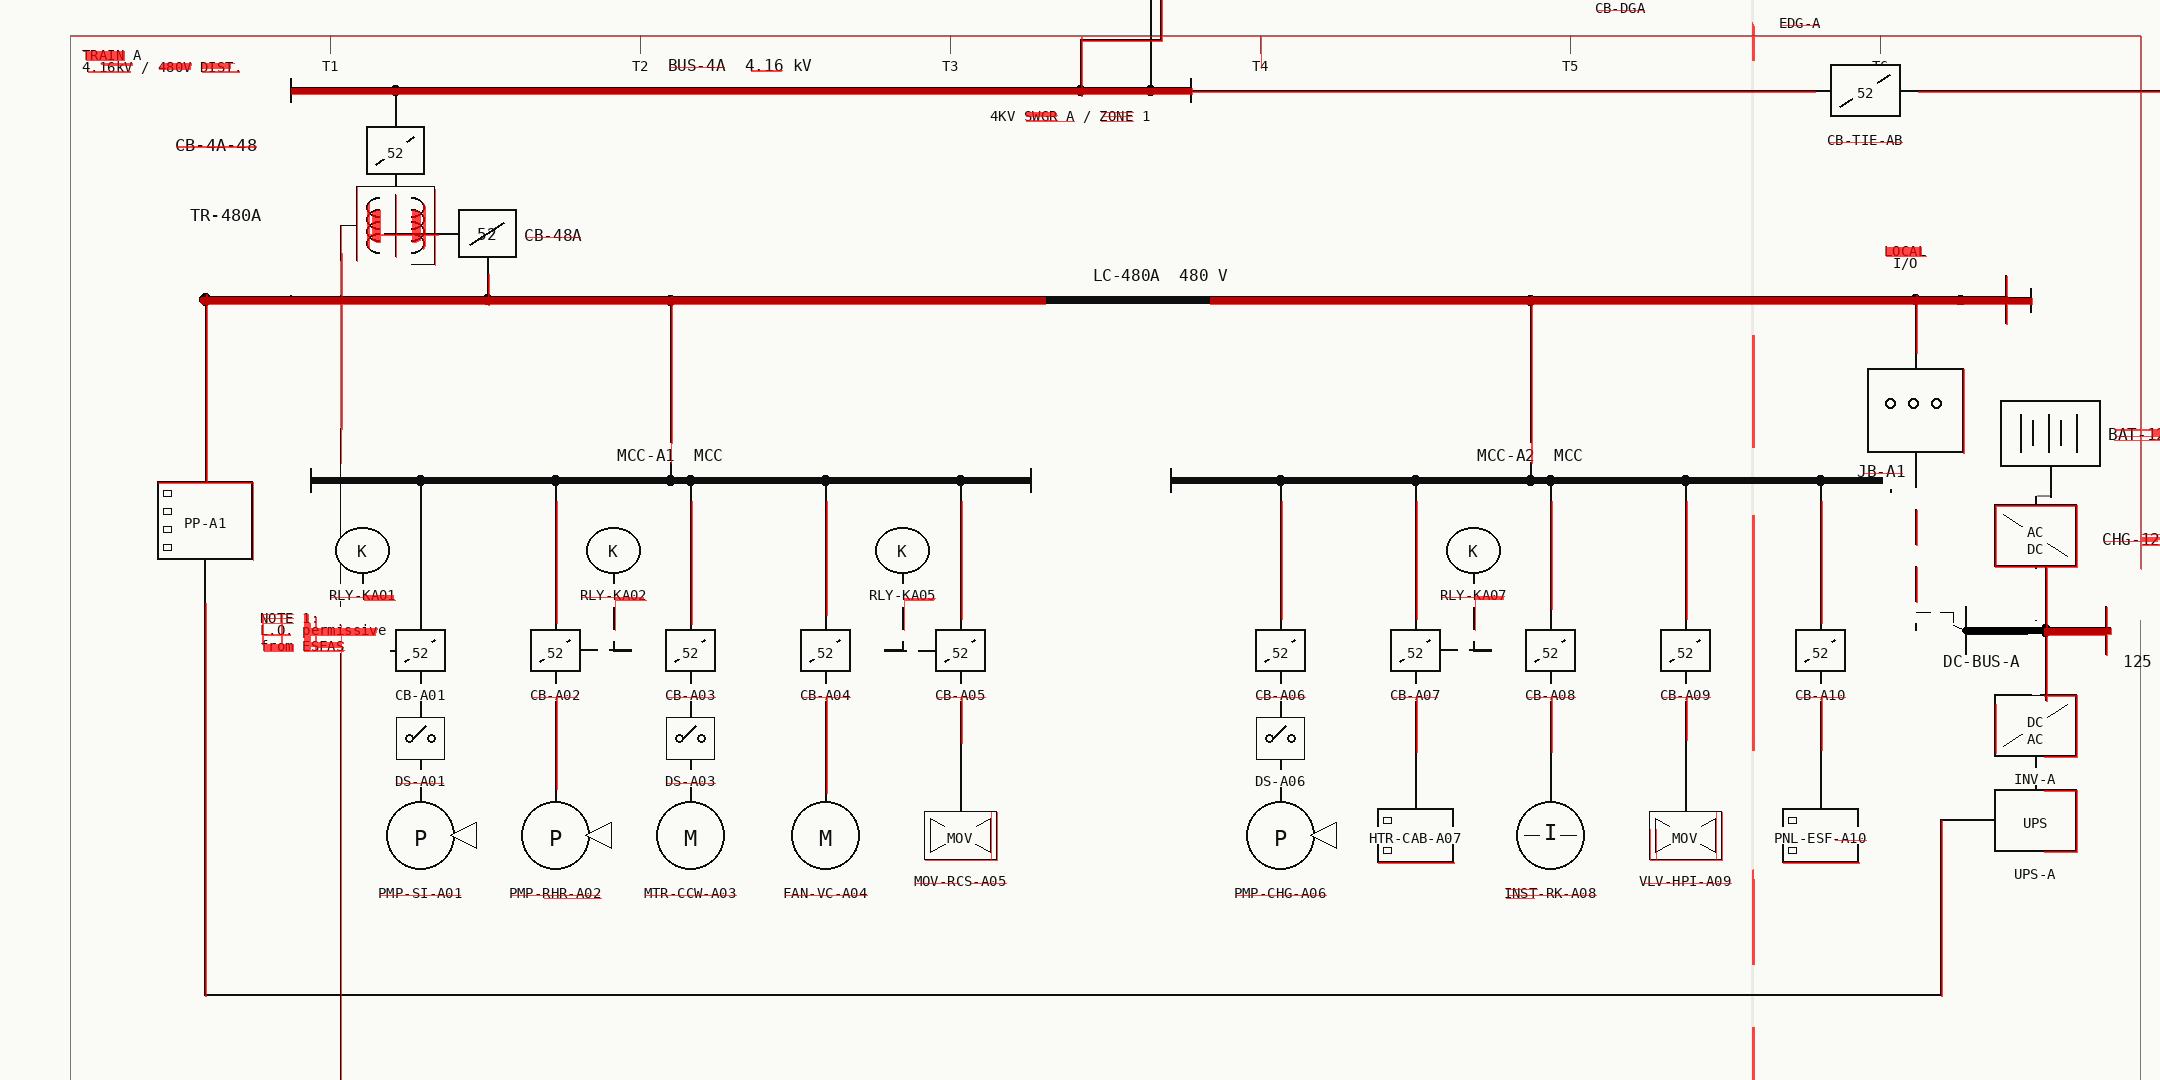 CB-DGA
EDG-A
TRAIN A
4.16kV / 480V DIST.
T1
T2
BUS-4A 4.16 kV
T3
T4
T5
4KV SWGR A / ZONE 1
52
CB-TIE-AB
CB-4A-48
52
TR-480A
52
CB-48A
LOCAL
I/O
LC-480A 480 V
MCC-A1 MCC
MCC-A2 MCC
JB-A1
PP-A1
K
K
K
K
AC
DC
RLY-KA01
RLY-KA02
RLY-KA05
RLY-KA07
NOTE 1:
L.O. permissive
from ESFAS
52
52
52
52
52
52
52
52
52
52
DC-BUS-A
125
CB-A01
CB-A02
CB-A03
CB-A04
CB-A05
CB-A06
CB-A07
CB-A08
CB-A09
CB-A10
DC
AC
INV-A
DS-A01
DS-A03
DS-A06
P
P
M
M
MOV
P
HTR-CAB-A07
I
MOV
PNL-ESF-A10
UPS
UPS-A
PMP-SI-A01
PMP-RHR-A02
MTR-CCW-A03
FAN-VC-A04
MOV-RCS-A05
PMP-CHG-A06
INST-RK-A08
VLV-HPI-A09